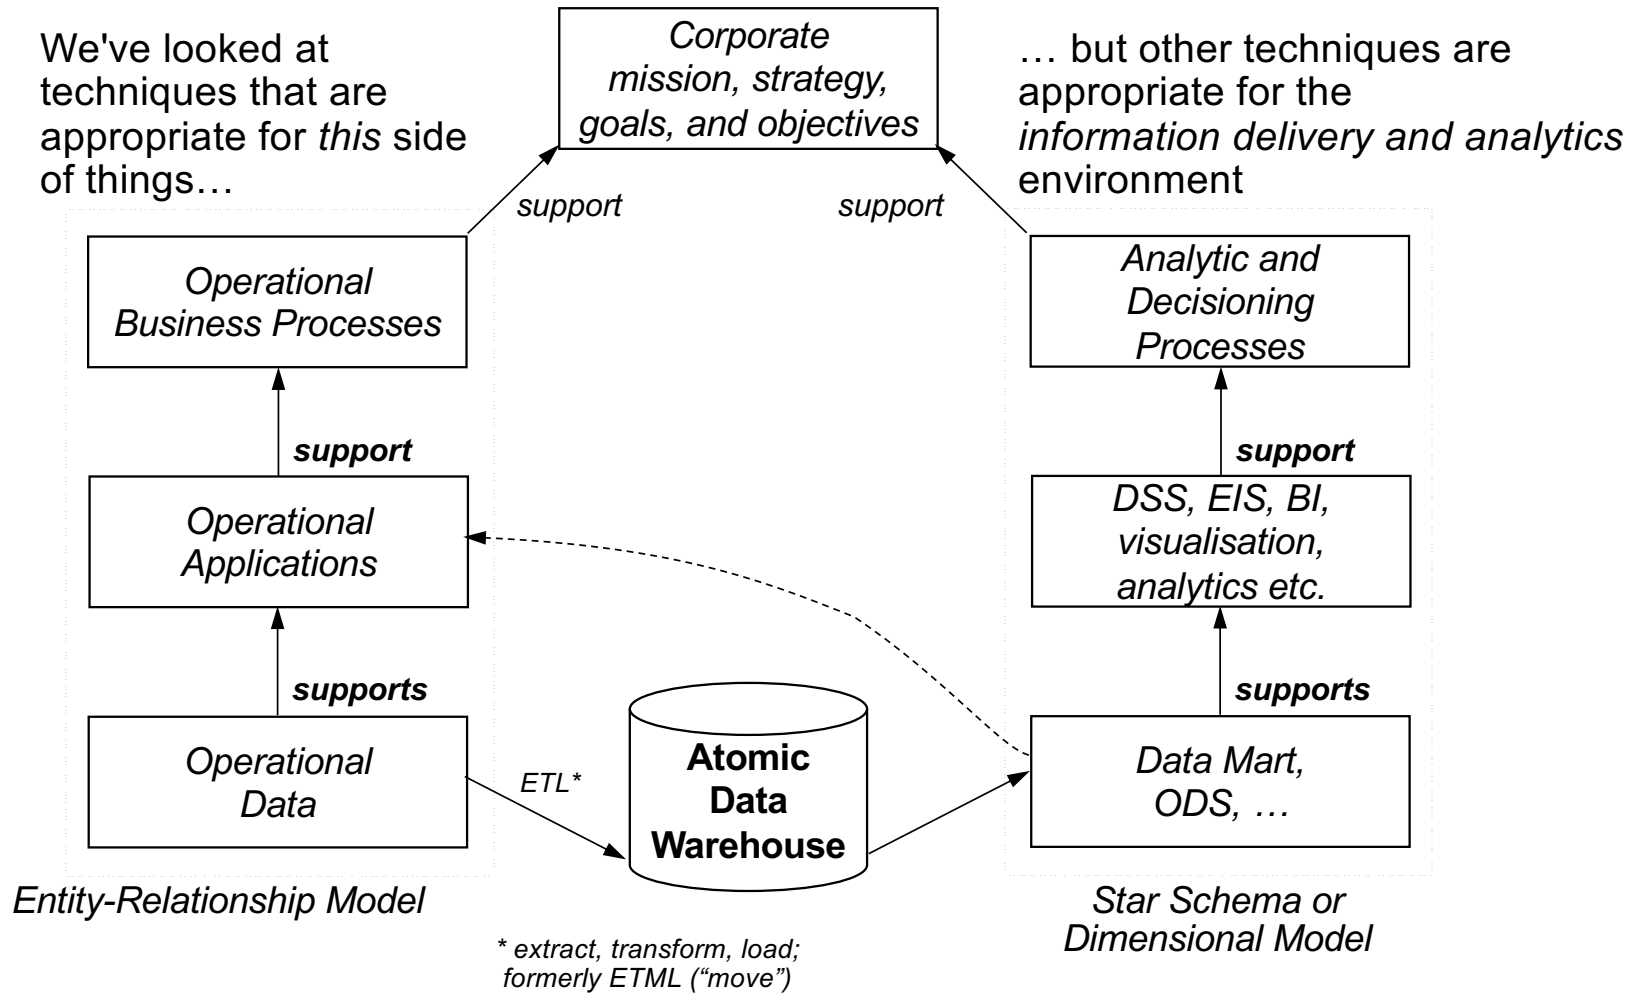 We've looked at
techniques that are
appropriate for this side
of things…
Corporate
mission, strategy,
goals, and objectives
… but other techniques are
appropriate for the
information delivery and analytics
environment
support
support
Operational
Business Processes
Analytic and
Decisioning
Processes
support
support
Operational
Applications
DSS, EIS, BI,
visualisation,
analytics etc.
supports
supports
Operational
Data
ETL*
Atomic
Data
Warehouse
Data Mart,
ODS, …
Entity-Relationship Model
Star Schema or
Dimensional Model
* extract, transform, load;
formerly ETML (“move”)